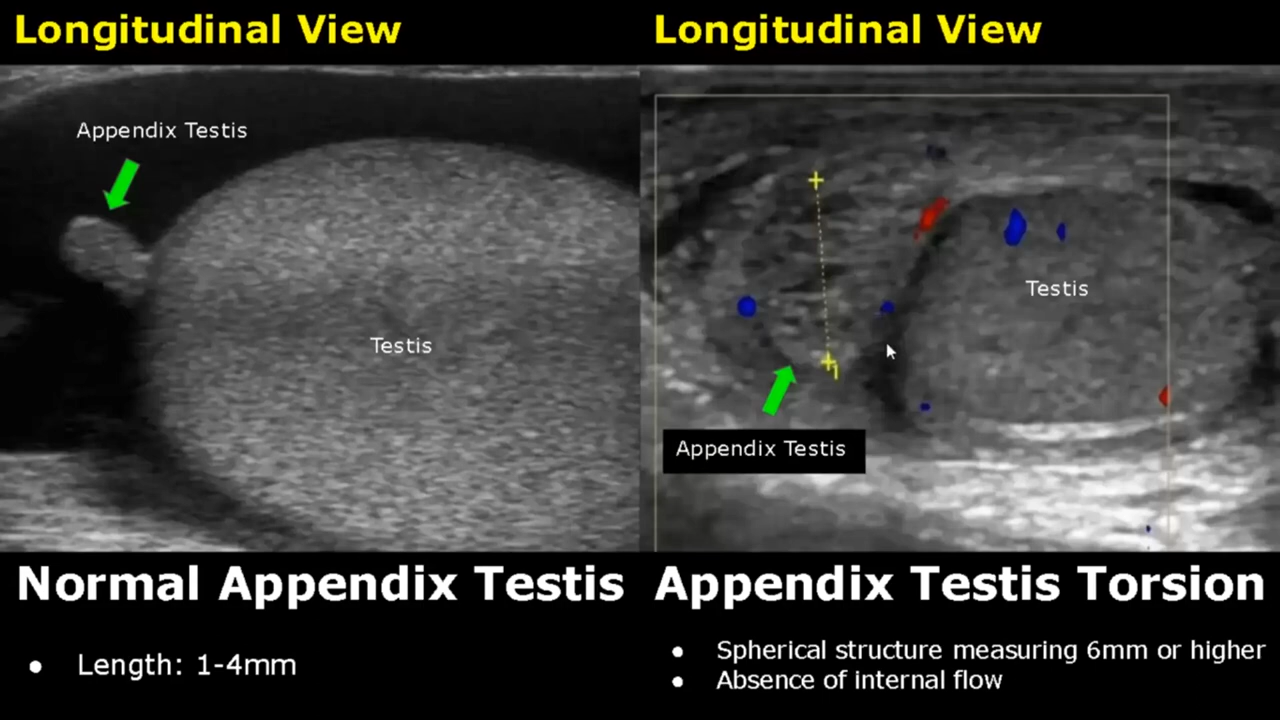 Longitudinal View
Appendix Testis
Testis
Normal Appendix Testis
• Length: 1-4mm
Longitudinal View
Testis
1
Appendix Testis
Appendix Testis Torsion
• Spherical structure measuring 6mm or higher
• Absence of internal flow